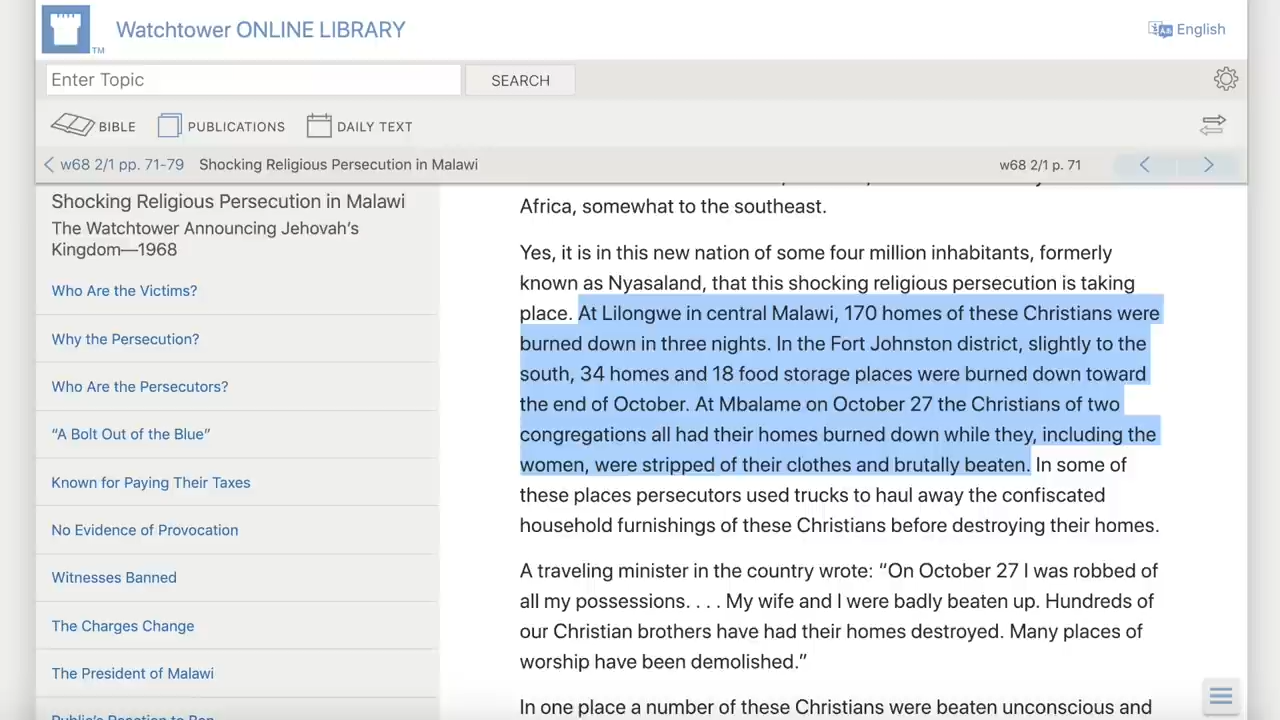 Watchtower ONLINE LIBRARY
TM
English
Enter Topic
SEARCH
BIBLE
PUBLICATIONS
DAILY TEXT
w68 2/1 pp. 71-79
Shocking Religious Persecution in Malawi
w68 2/1 p. 71
Shocking Religious Persecution in Malawi
The Watchtower Announcing Jehovah’s
Kingdom—1968
Who Are the Victims?
Why the Persecution?
Who Are the Persecutors?
“A Bolt Out of the Blue”
Known for Paying Their Taxes
No Evidence of Provocation
Witnesses Banned
The Charges Change
The President of Malawi
Public’s Reaction to Ban
Africa, somewhat to the southeast.
Yes, it is in this new nation of some four million inhabitants, formerly
known as Nyasaland, that this shocking religious persecution is taking
place. At Lilongwe in central Malawi, 170 homes of these Christians were
burned down in three nights. In the Fort Johnston district, slightly to the
south, 34 homes and 18 food storage places were burned down toward
the end of October. At Mbalame on October 27 the Christians of two
congregations all had their homes burned down while they, including the
women, were stripped of their clothes and brutally beaten. In some of
these places persecutors used trucks to haul away the confiscated
household furnishings of these Christians before destroying their homes.
A traveling minister in the country wrote: “On October 27 I was robbed of
all my possessions. . . . My wife and I were badly beaten up. Hundreds of
our Christian brothers have had their homes destroyed. Many places of
worship have been demolished.”
In one place a number of these Christians were beaten unconscious and